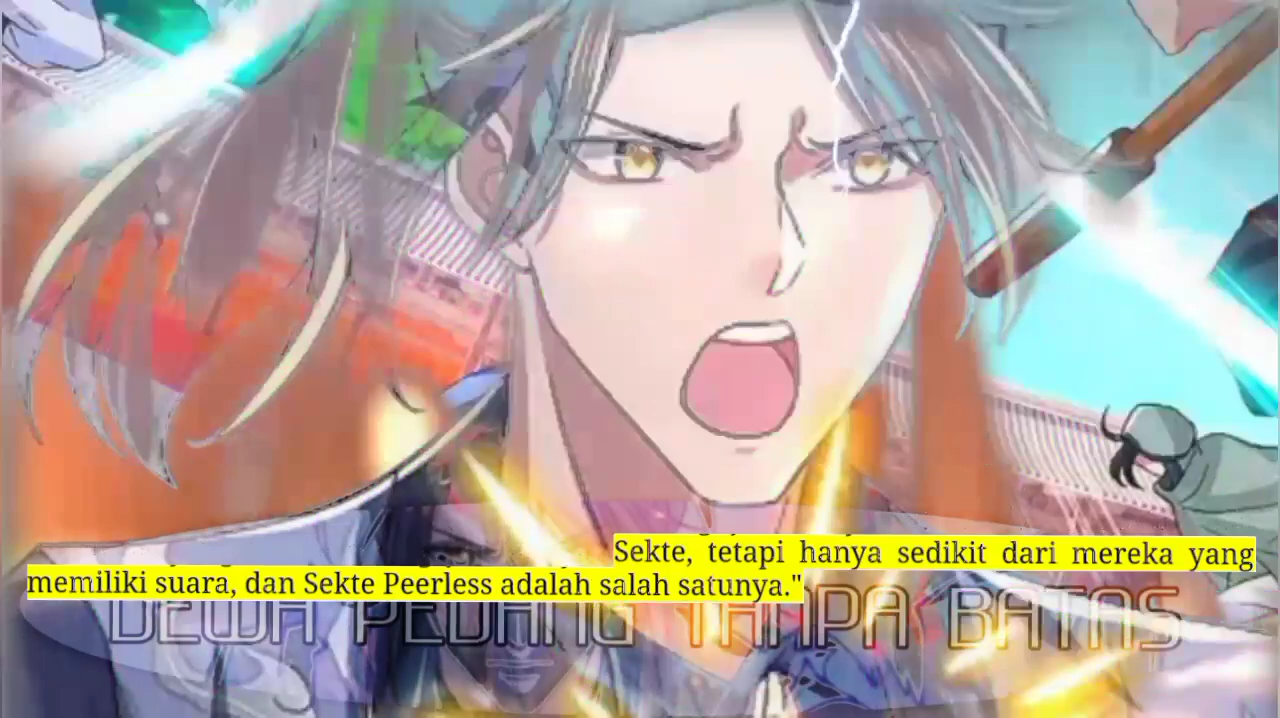 Sekte, tetapi hanya sedikit dari mereka yang
memiliki suara, dan Sekte Peerless adalah salah satunya."
DEWA PEDANG TANPA BATAS